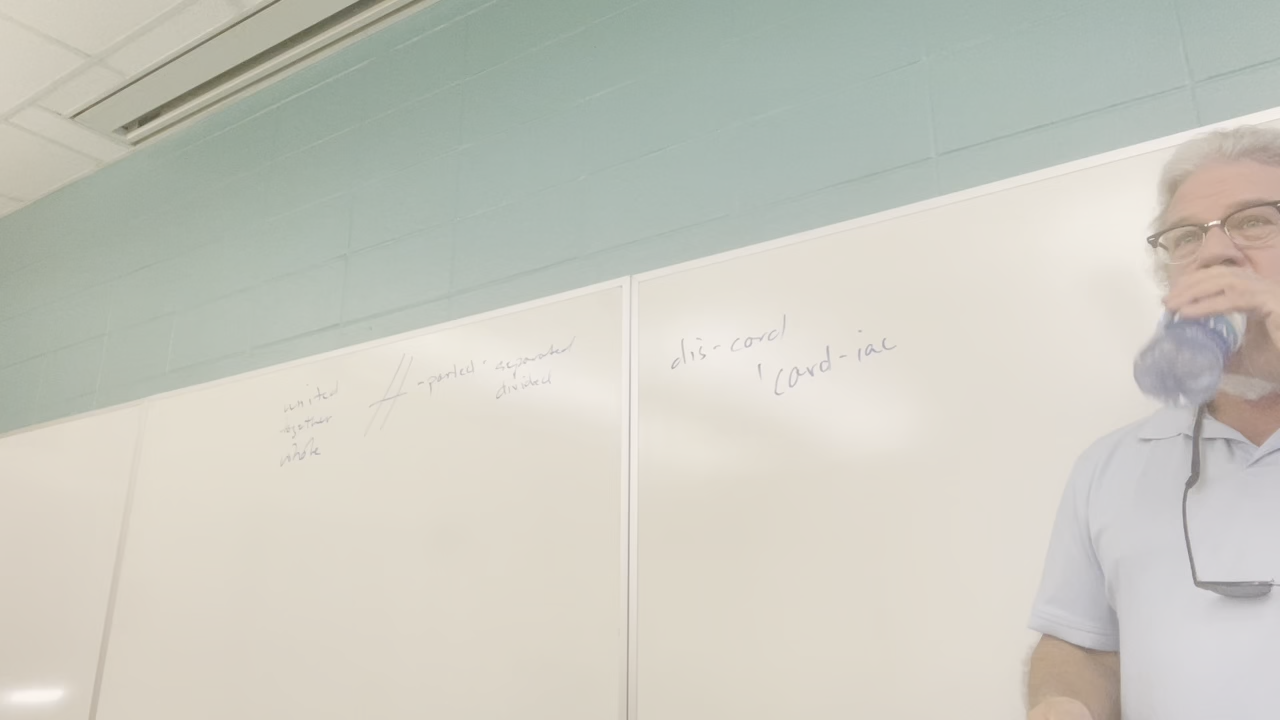 united
together
whole
-parted - separated
divided
dis-cord
'card-iac